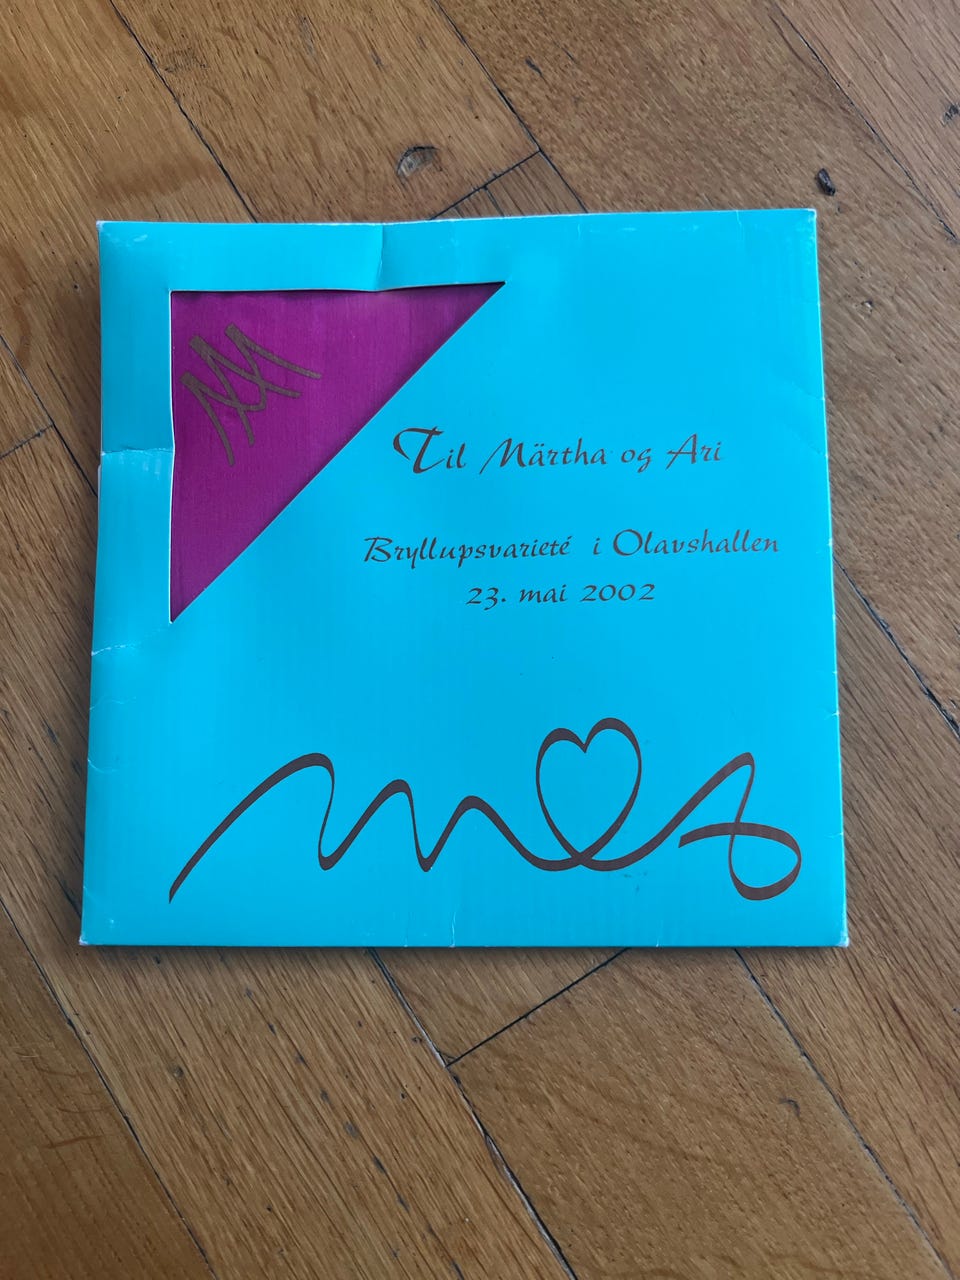 Til Märtha og Ari
Bryllupsvarieté i Olavshallen
23. mai 2002